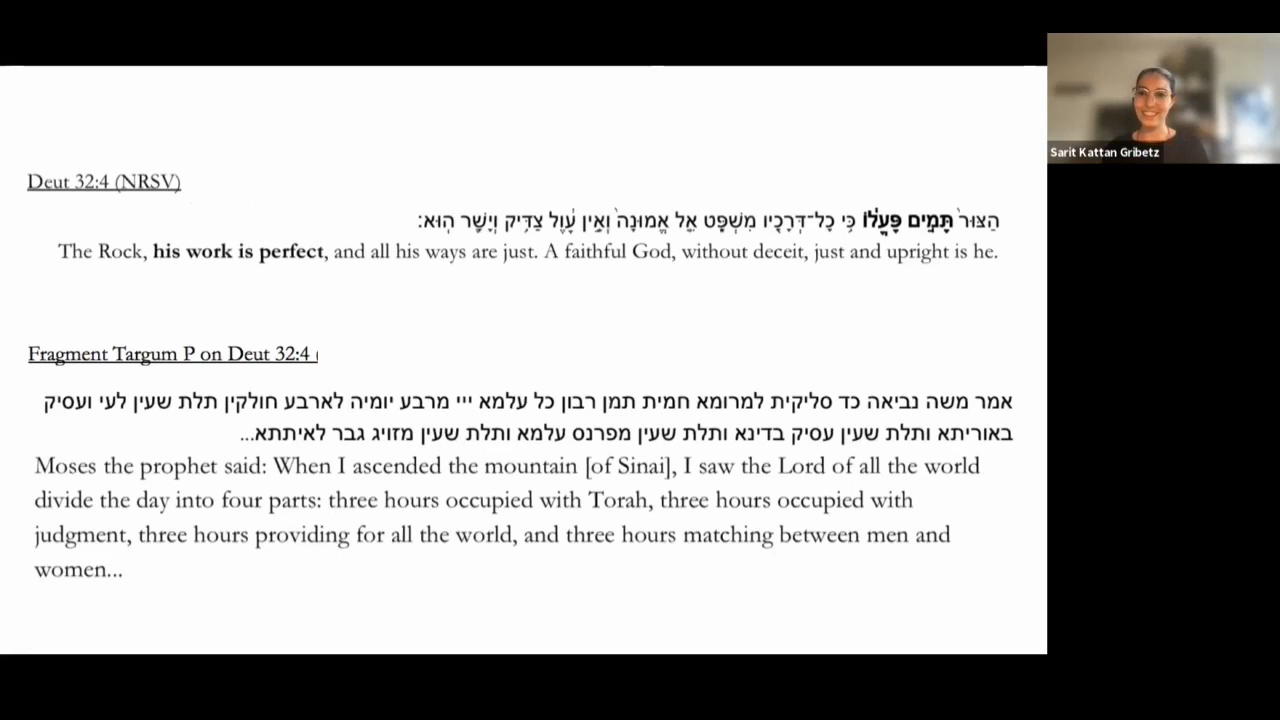 Deut 32:4 (NRSV)
הַצּוּר֙ תָּמִ֣ים פׇּֽעֳל֔וֹ כִּ֥י כׇל־דְּרָכָ֖יו מִשְׁפָּ֑ט אֵ֤ל אֱמוּנָה֙ וְאֵ֣ין עָ֔וֶל צַדִּ֥יק וְיָשָׁ֖ר הֽוּא׃
The Rock, his work is perfect, and all his ways are just. A faithful God, without deceit, just and upright is he.
Fragment Targum P on Deut 32:4 (
אמר משה נביאה כד סליקית למרומא חמית תמן רבון כל עלמא ייי מרבע יומיה לארבע חולקין תלת שעין לעי ועסיק
באוריתא ותלת שעין עסיק בדינא ותלת שעין מפרנס עלמא ותלת שעין מזויג גבר לאיתתא...
Moses the prophet said: When I ascended the mountain [of Sinai], I saw the Lord of all the world
divide the day into four parts: three hours occupied with Torah, three hours occupied with
judgment, three hours providing for all the world, and three hours matching between men and
women...
Sarit Kattan Gribetz